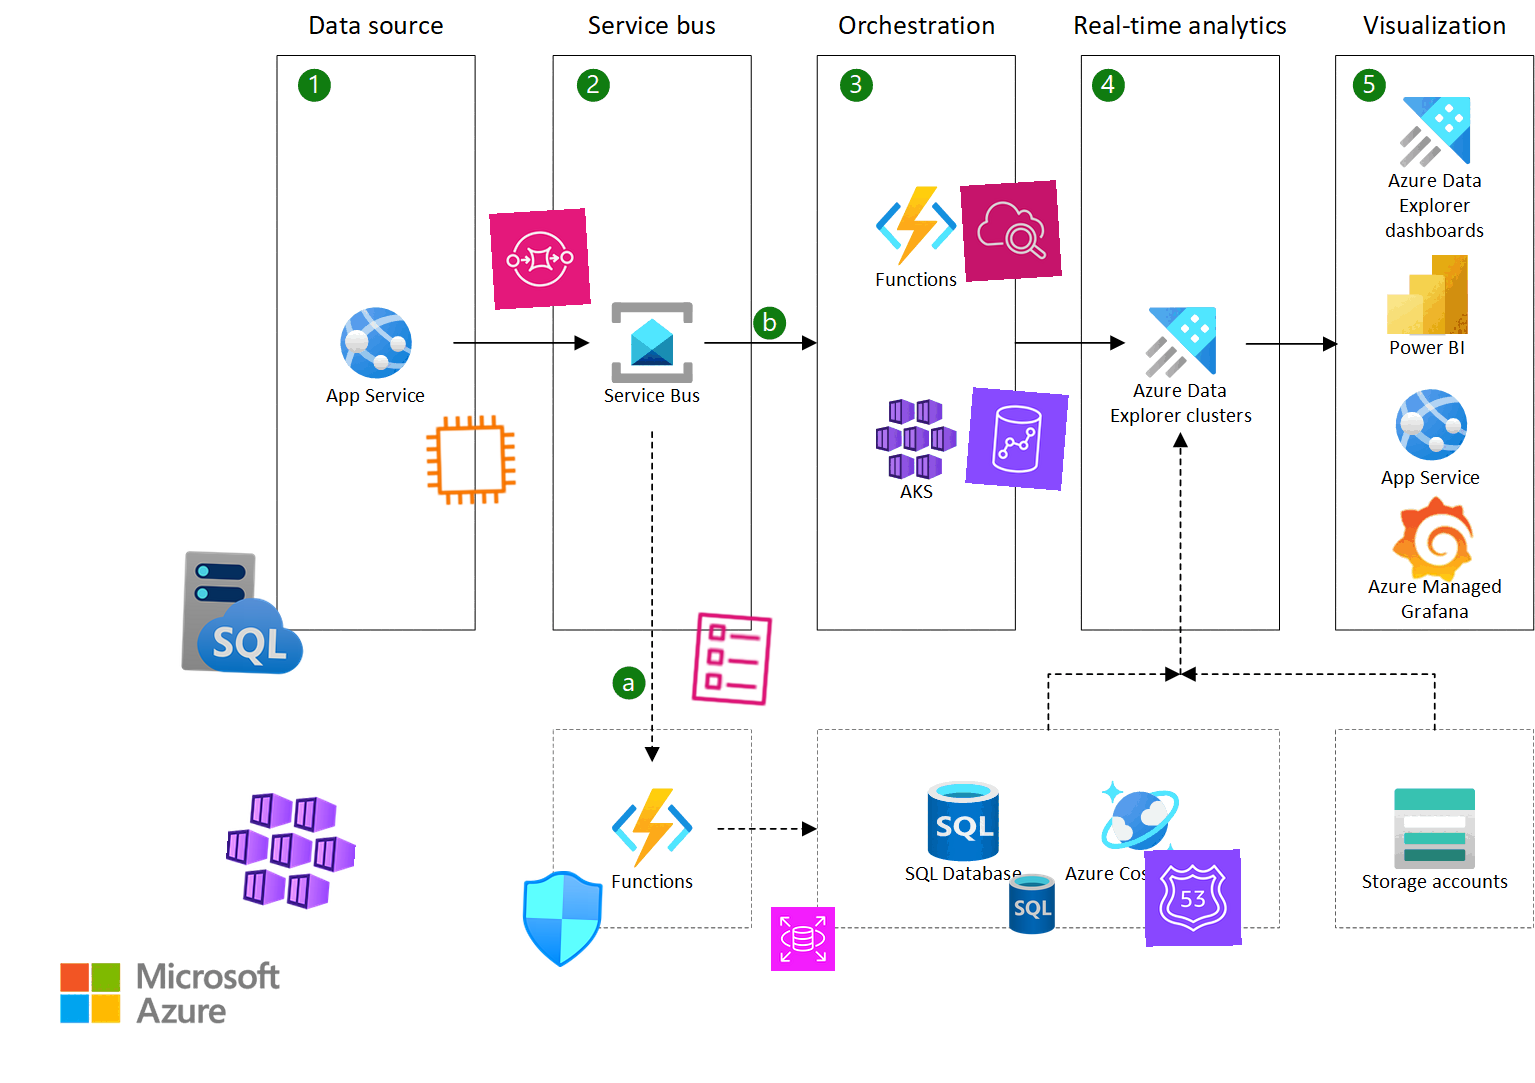 Data source
Service bus
Orchestration
Real-time analytics
Visualization
1
2
3
4
5
Azure Data
Explorer
dashboards
Functions
b
Power BI
App Service
Service Bus
Azure Data
Explorer clusters
AKS
App Service
Azure Managed
Grafana
SQL
a
SQL
Functions
SQL Database
Azure
Storage accounts
SQL
53
Microsoft
Azure